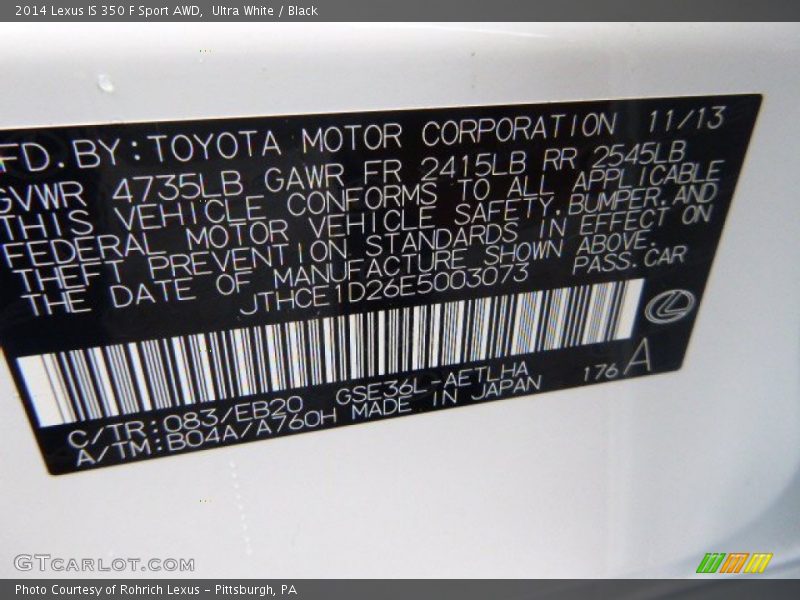 2014 Lexus IS 350 F Sport AWD,  Ultra White / Black
FD. BY: TOYOTA MOTOR CORPORATION 11/13
GVWR 4735LB GAWR FR 2415LB RR 2545LB
THIS VEHICLE CONFORMS TO ALL APPLICABLE
FEDERAL MOTOR VEHICLE SAFETY, BUMPER, AND
THEFT PREVENTION STANDARDS IN EFFECT ON
THE DATE OF MANUFACTURE SHOWN ABOVE.
JTHCE1D26E5003073 PASS. CAR
C/TR: 083/EB20 GSE36L-AETLHA 176 A
A/TM: B04A/A760H MADE IN JAPAN
GTCARLOT.COM
Photo Courtesy of Rohrich Lexus - Pittsburgh, PA